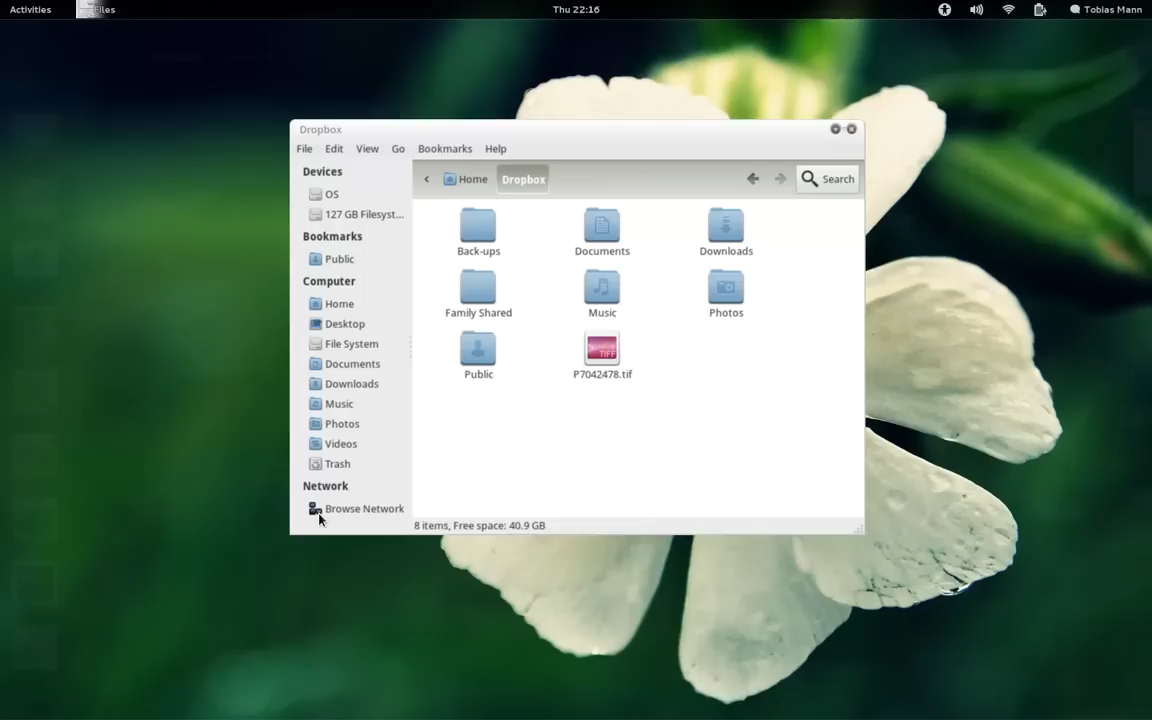 Activities
Files
Thu 22:16
Tobias Mann
Dropbox
File Edit View Go Bookmarks Help
Devices
OS
127 GB Filesyst...
Bookmarks
Public
Computer
Home
Desktop
File System
Documents
Downloads
Music
Photos
Videos
Trash
Network
Browse Network
Home Dropbox
Search
Back-ups Documents Downloads
Family Shared Music Photos
TIFF
Public P7042478.tif
8 items, Free space: 40.9 GB